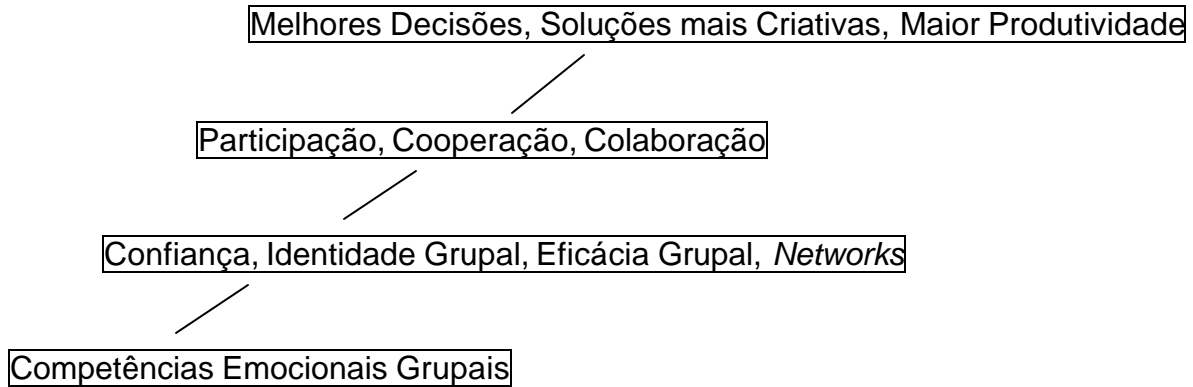 Melhores Decisões, Soluções mais Criativas, Maior Produtividade
Participação, Cooperação, Colaboração
Confiança, Identidade Grupal, Eficácia Grupal, Networks
Competências Emocionais Grupais